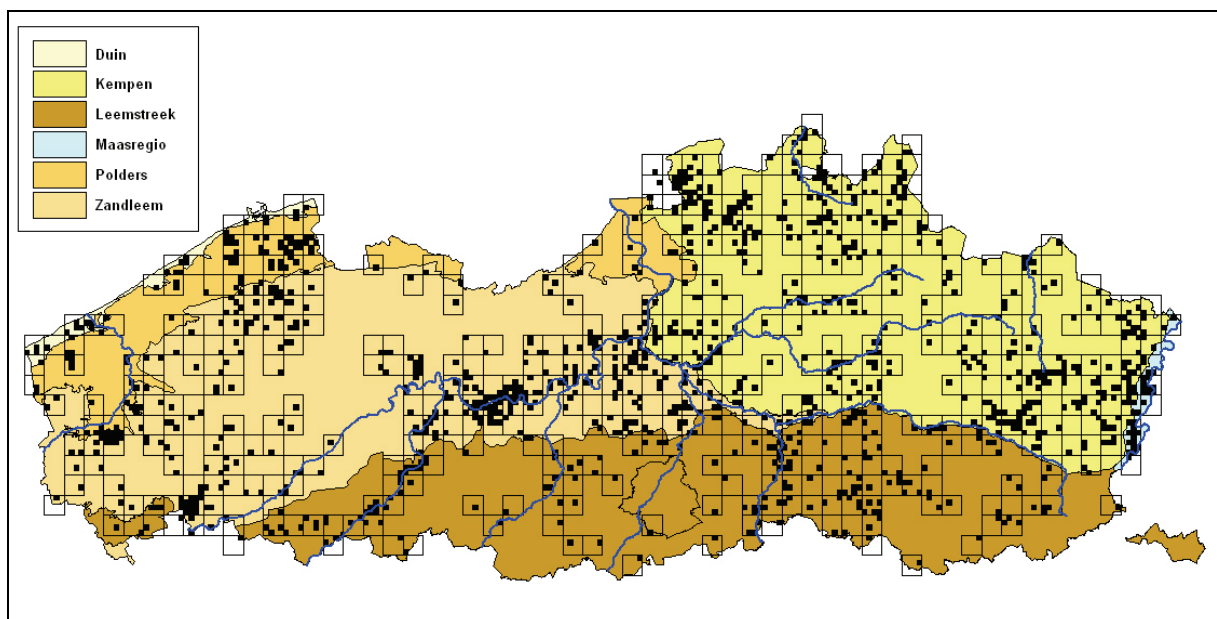 Duin
Kempen
Leemstreek
Maasregio
Polders
Zandleem